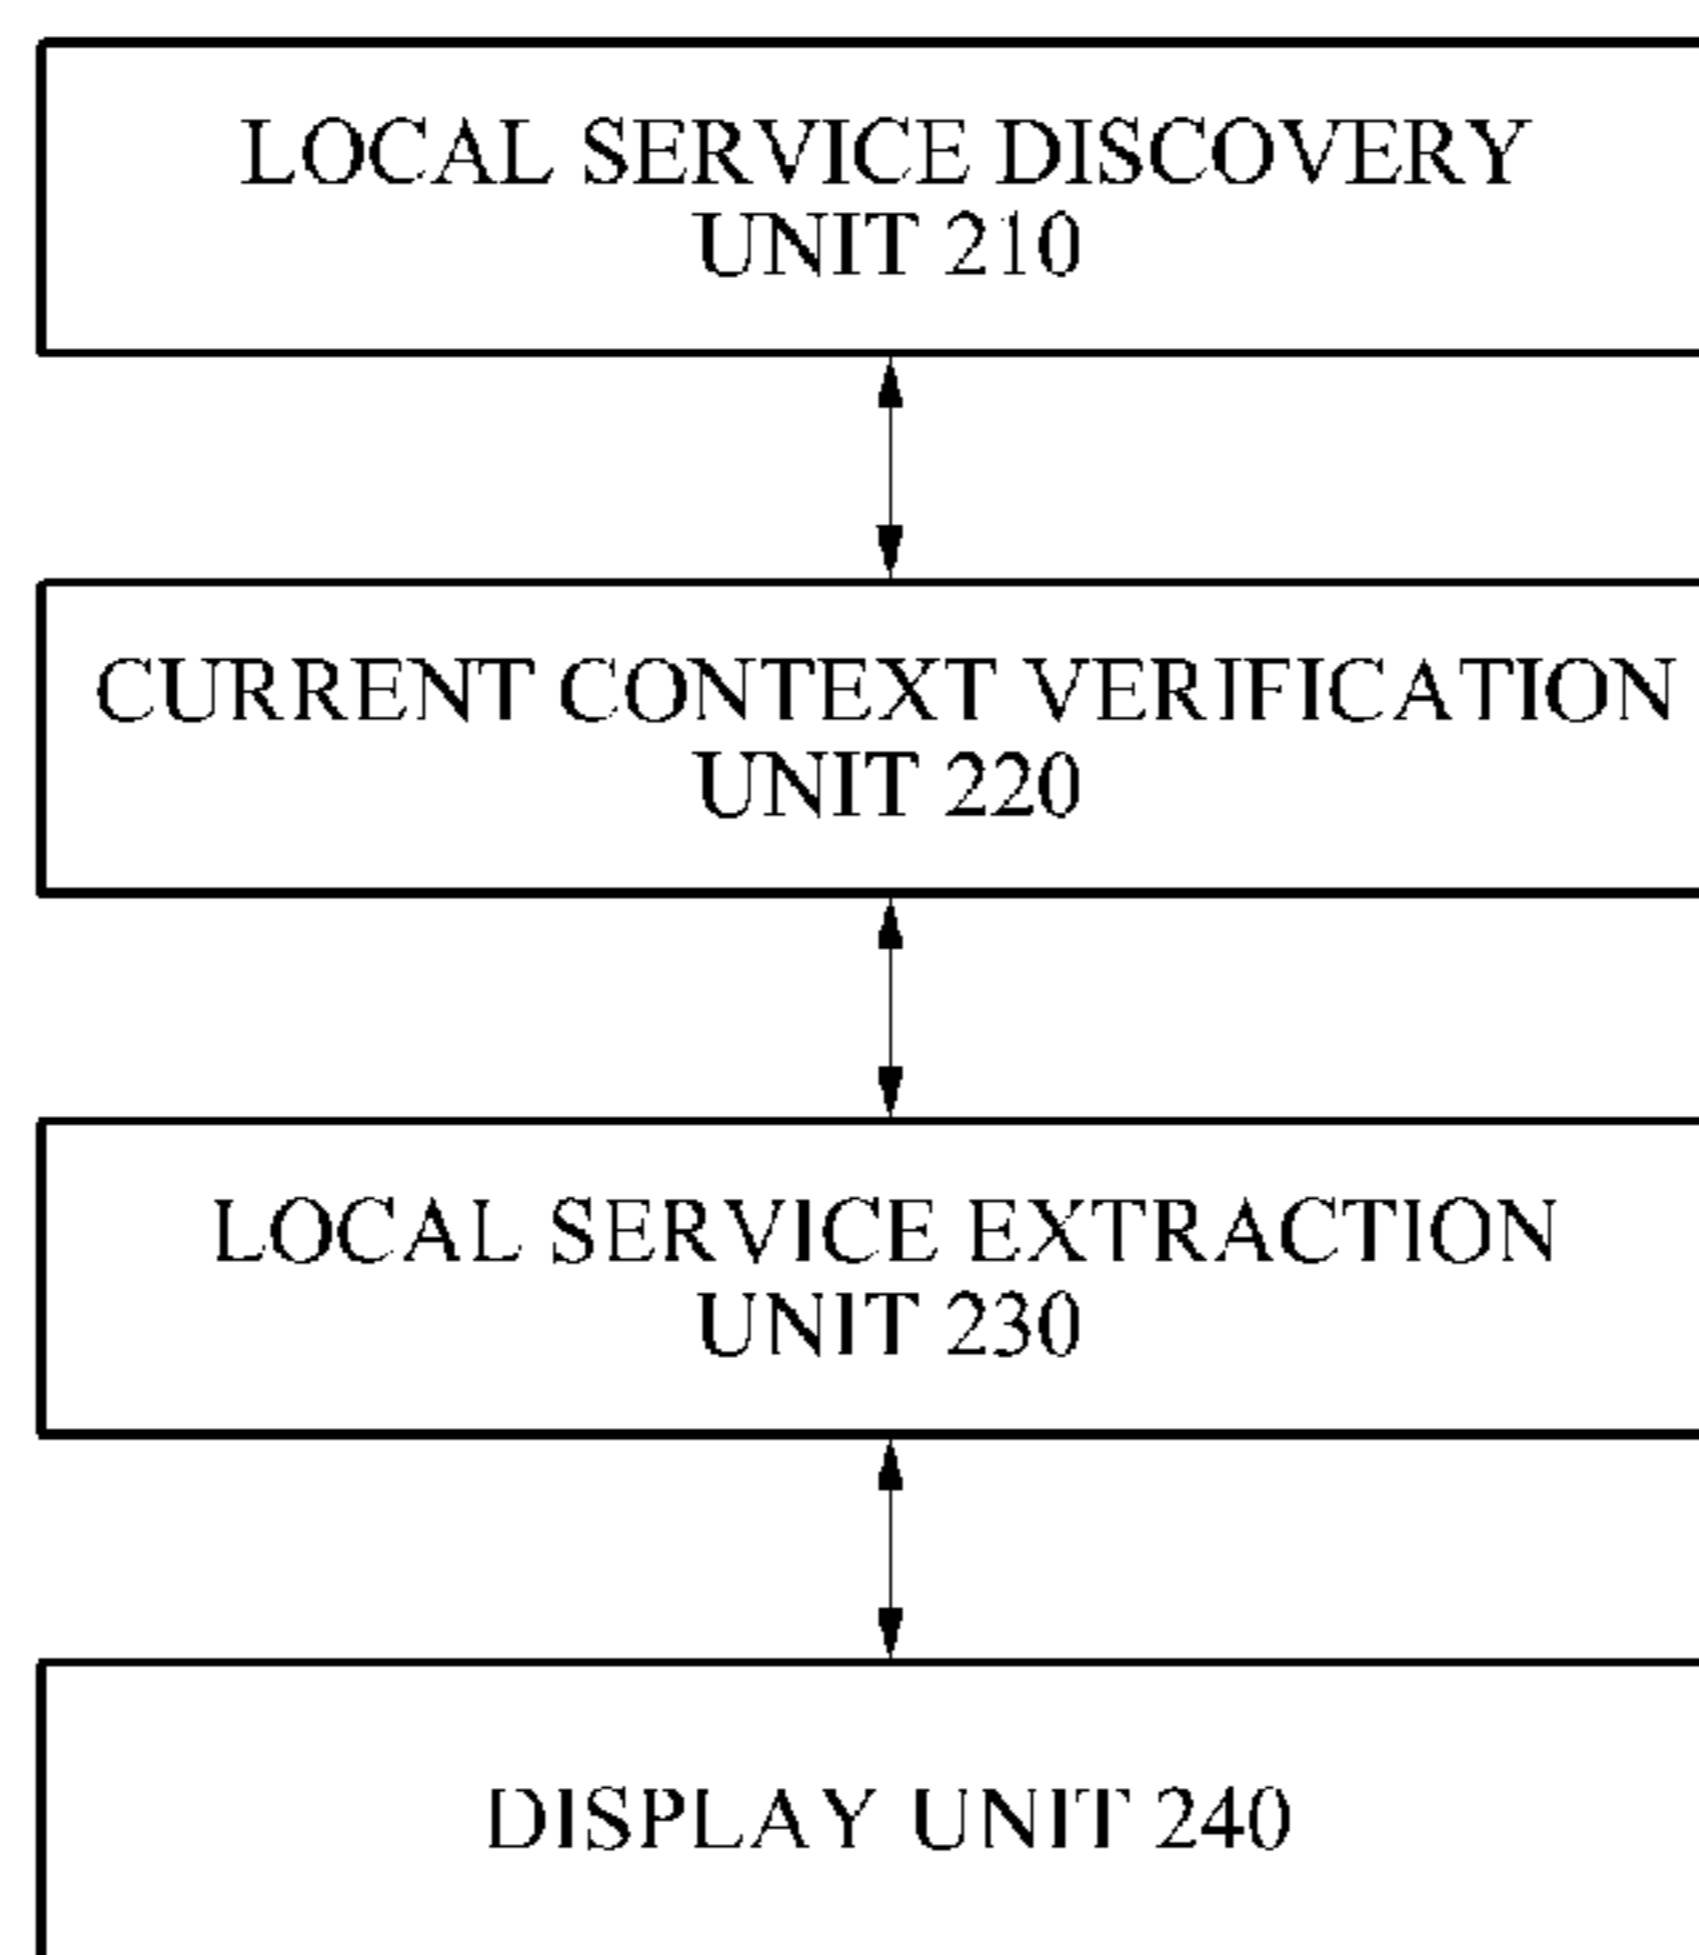 LOCAL SERVICE DISCOVERY
UNIT 210
CURRENT CONTEXT VERIFICATION
UNIT 220
LOCAL SERVICE EXTRACTION
UNIT 230
DISPLAY UNIT 240